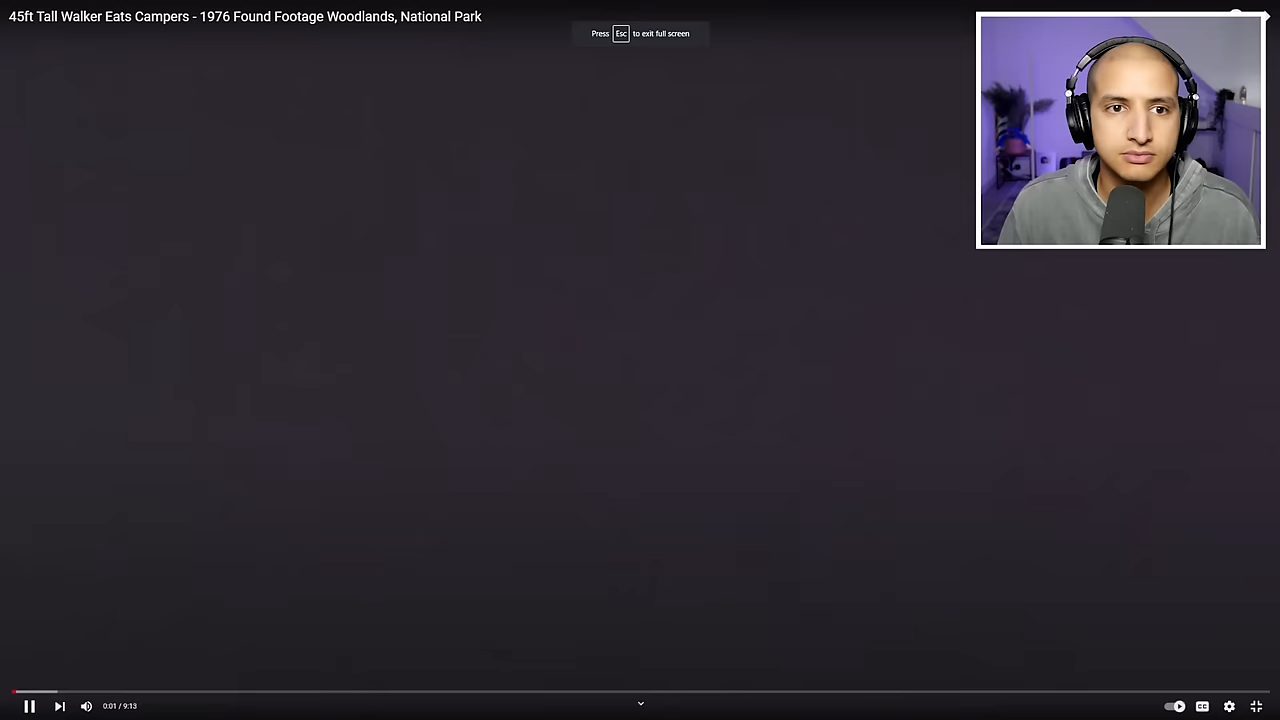 45ft Tall Walker Eats Campers - 1976 Found Footage Woodlands, National Park
Press Esc to exit full screen
0:01 / 9:13
CC